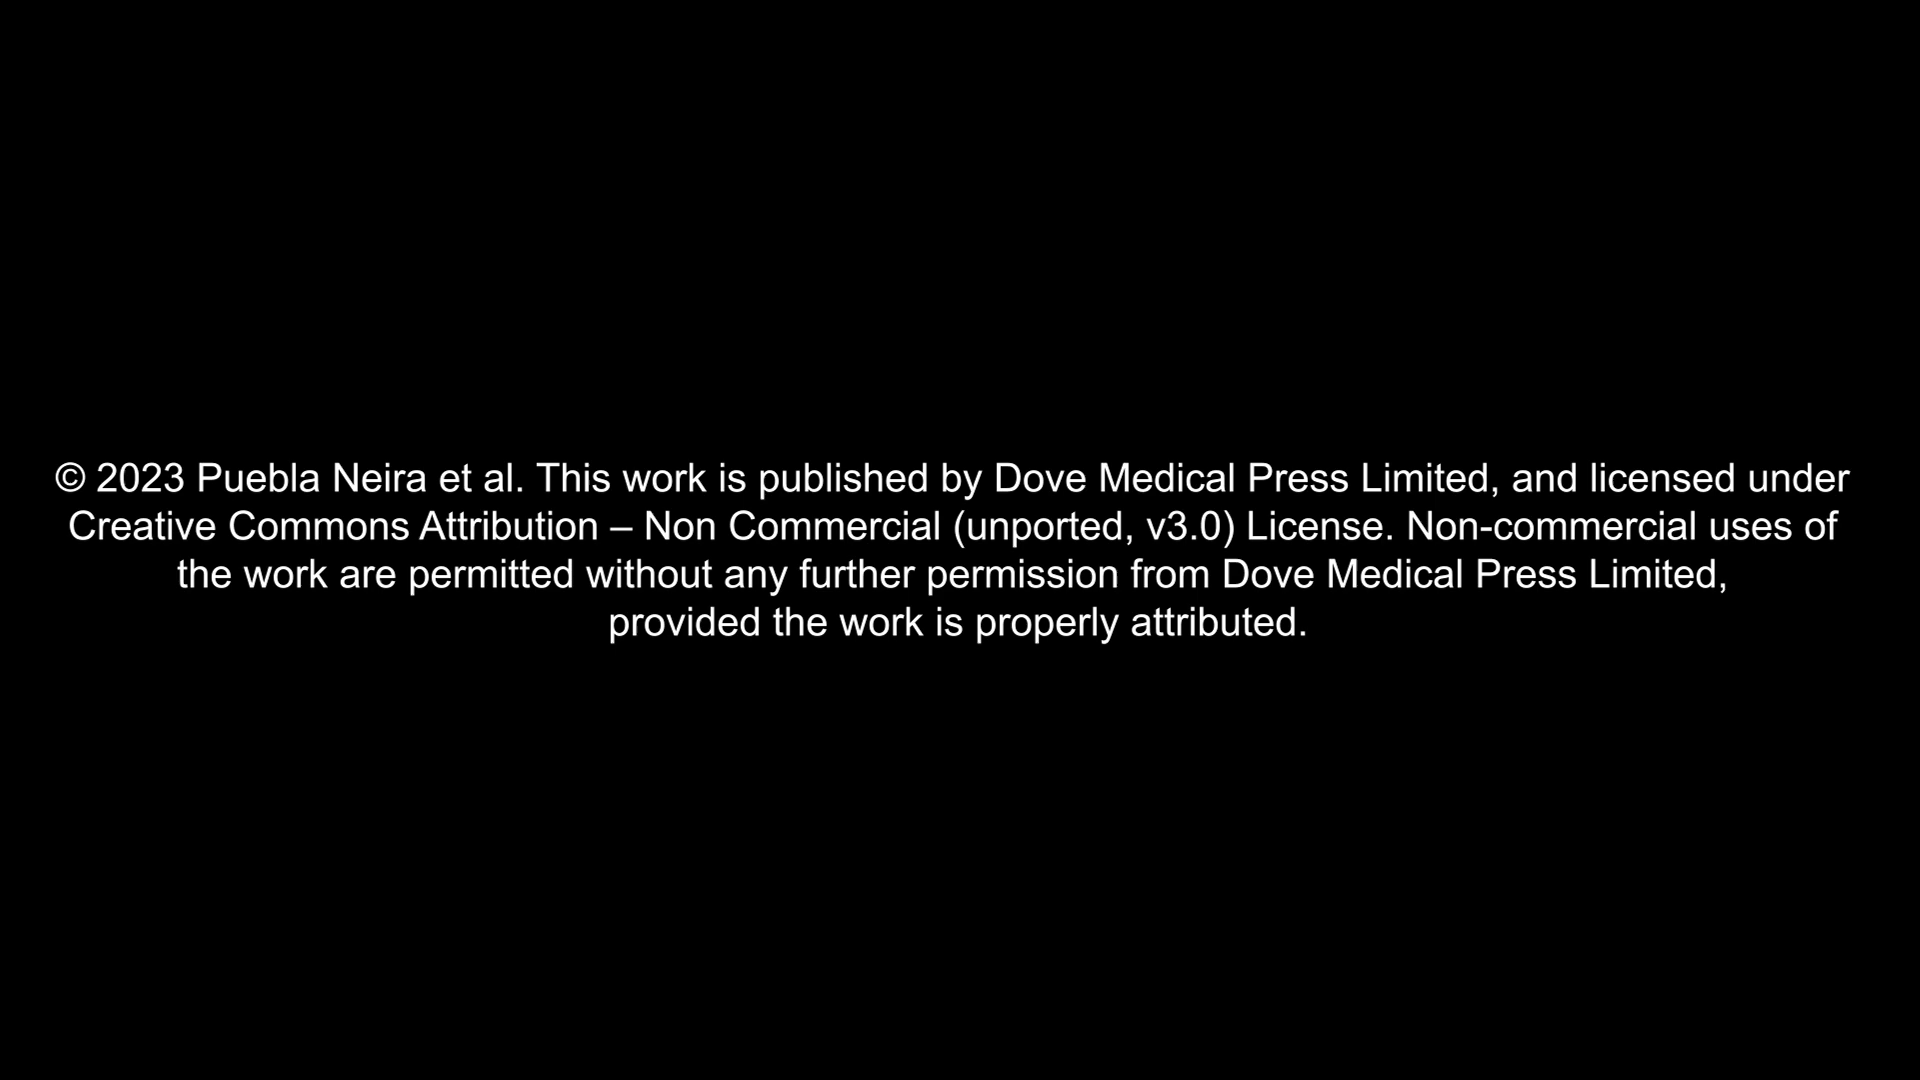 © 2023 Puebla Neira et al. This work is published by Dove Medical Press Limited, and licensed under
Creative Commons Attribution – Non Commercial (unported, v3.0) License. Non-commercial uses of
the work are permitted without any further permission from Dove Medical Press Limited,
provided the work is properly attributed.